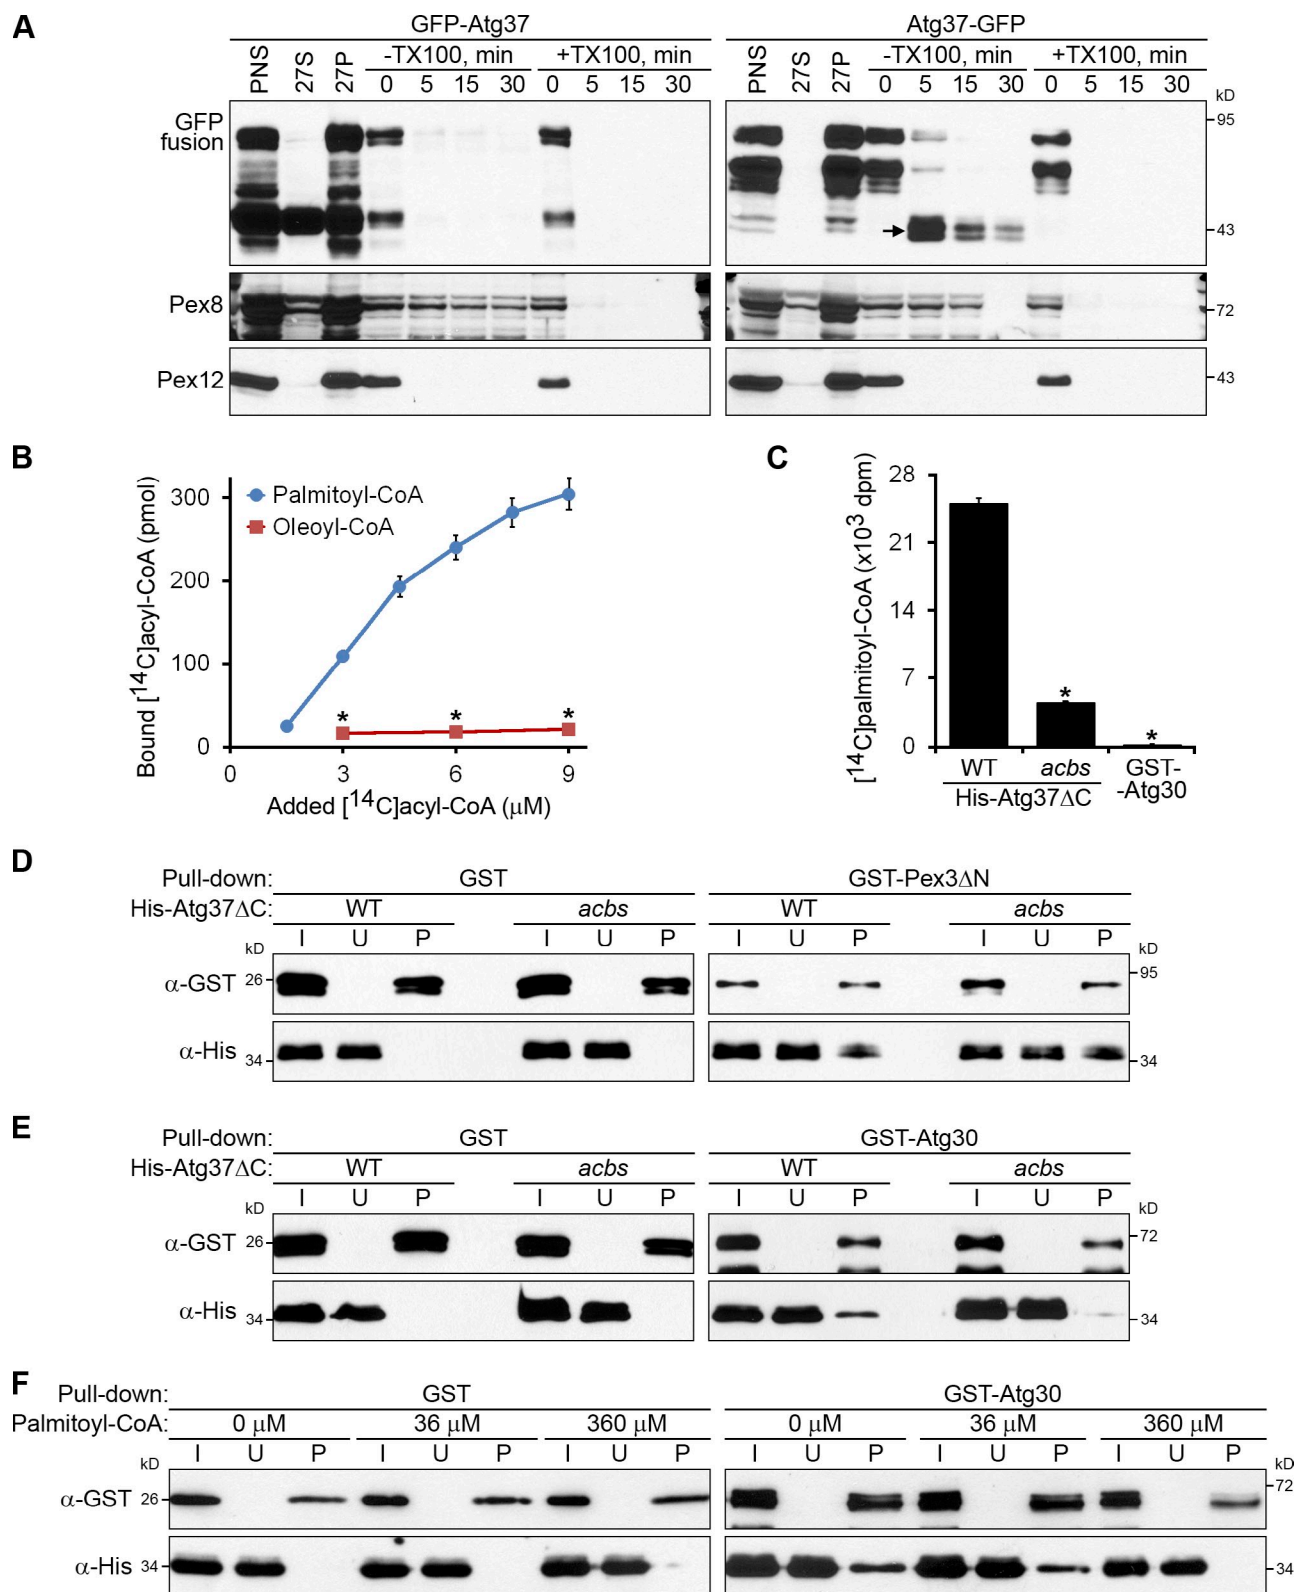 A
GFP-Atg37 Atg37-GFP
PNS 27S 27P -TX100, min +TX100, min PNS 27S 27P -TX100, min +TX100, min
0 5 15 30 0 5 15 30 0 5 15 30 0 5 15 30 kD
GFP fusion 95
43
Pex8 72
Pex12 43
B
Bound [14C]acyl-CoA (pmol)
300
200
100
0
Palmitoyl-CoA
Oleoyl-CoA
* * *
0 3 6 9
Added [14C]acyl-CoA (μM)
C
[14C]palmitoyl-CoA (x103 dpm)
28
21
14
7
0
* *
WT acbs GST-
His-Atg37ΔC -Atg30
D
Pull-down: GST GST-Pex3ΔN
His-Atg37ΔC: WT acbs WT acbs
kD I U P I U P I U P I U P kD
α-GST 26 95
α-His 34 34
E
Pull-down: GST GST-Atg30
His-Atg37ΔC: WT acbs WT acbs
kD I U P I U P I U P I U P kD
α-GST 26 72
α-His 34 34
F
Pull-down: GST GST-Atg30
Palmitoyl-CoA: 0 μM 36 μM 360 μM 0 μM 36 μM 360 μM
kD I U P I U P I U P I U P I U P I U P kD
α-GST 26 72
α-His 34 34